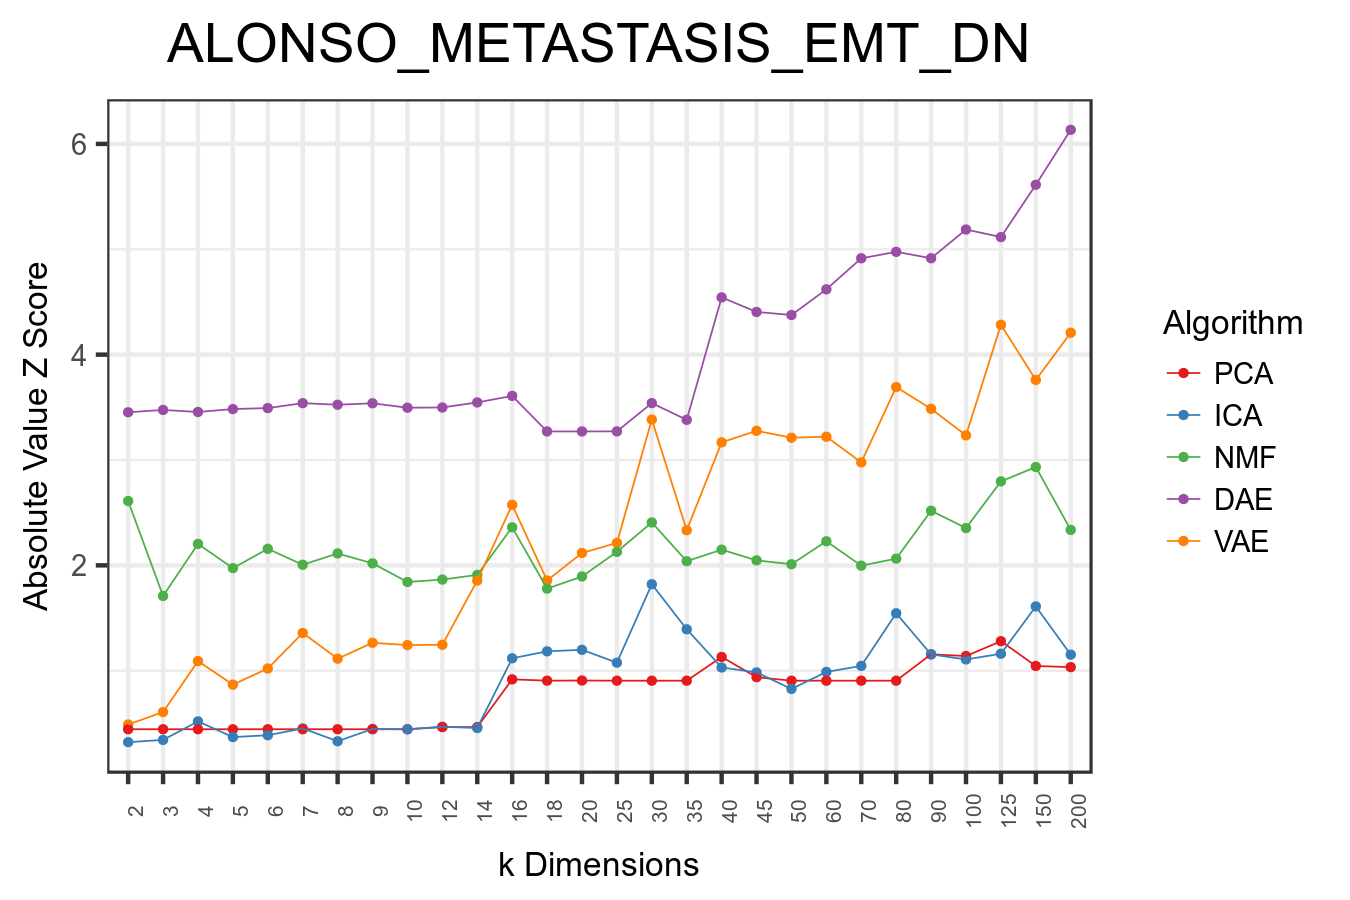 ALONSO_METASTASIS_EMT_DN
Absolute Value Z Score
6
4
2
2 3 4 5 6 7 8 9 10 12 14 16 18 20 25 30 35 40 45 50 60 70 80 90 100 125 150 200
k Dimensions
Algorithm
PCA
ICA
NMF
DAE
VAE